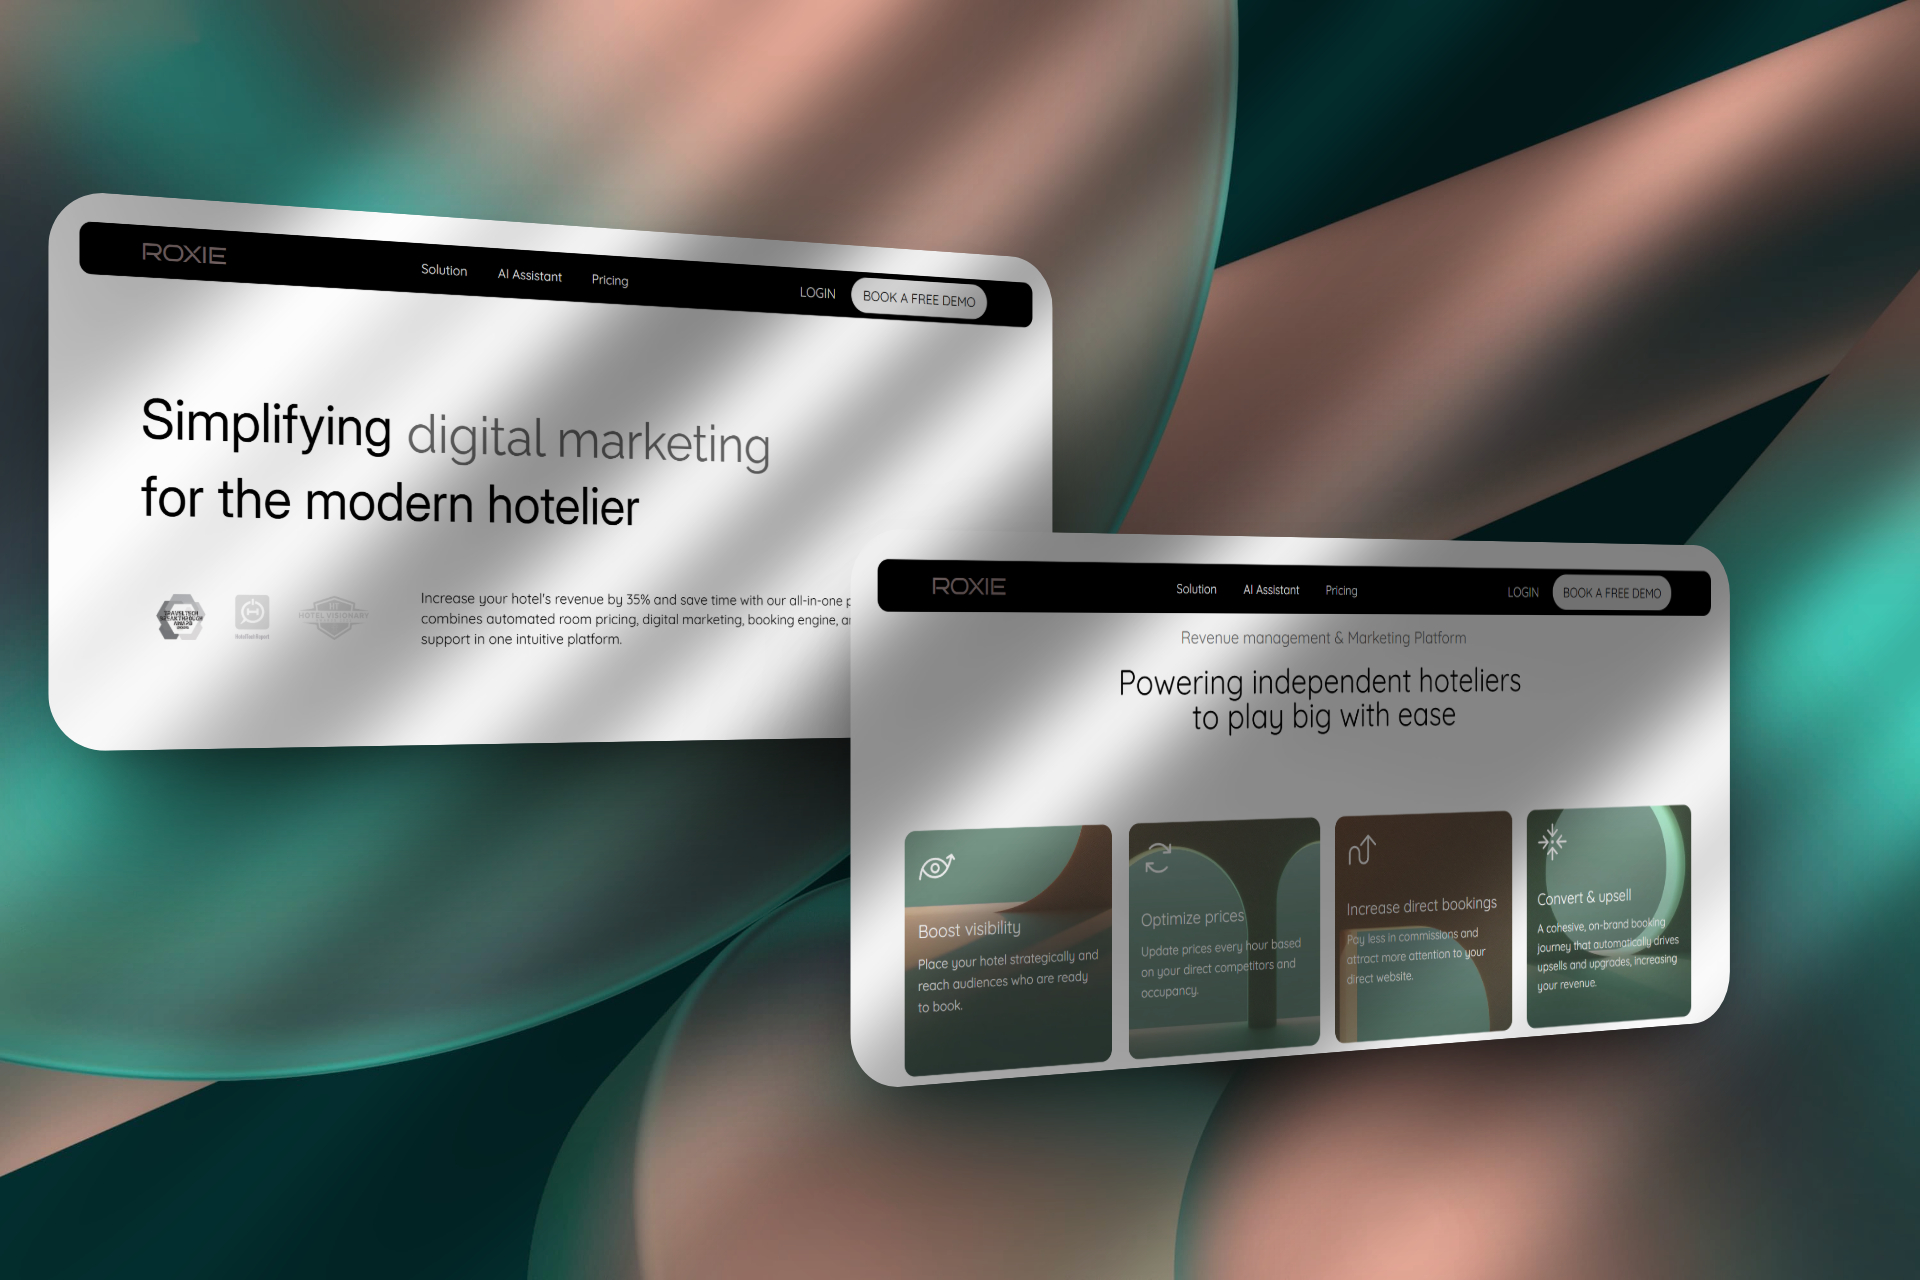 ROXIE
Solution
AI Assistant
Pricing
LOGIN
BOOK A FREE DEMO
Simplifying digital marketing
for the modern hotelier
TRAVELTECH
BREAKTHROUGH
AWARD
HotelTechReport
HOTEL VISIONARY
Increase your hotel's revenue by 35% and save time with our all-in-one
combines automated room pricing, digital marketing, booking engine,
support in one intuitive platform.
ROXIE
Solution
AI Assistant
Pricing
LOGIN
BOOK A FREE DEMO
Revenue management & Marketing Platform
Powering independent hoteliers
to play big with ease
Boost visibility
Place your hotel strategically and
reach audiences who are ready
to book.
Optimize prices
Update prices every hour based
on your direct competitors and
occupancy.
Increase direct bookings
Pay less in commissions and
attract more attention to your
direct website.
Convert & upsell
A cohesive, on-brand booking
journey that automatically drives
upsells and upgrades, increasing
your revenue.